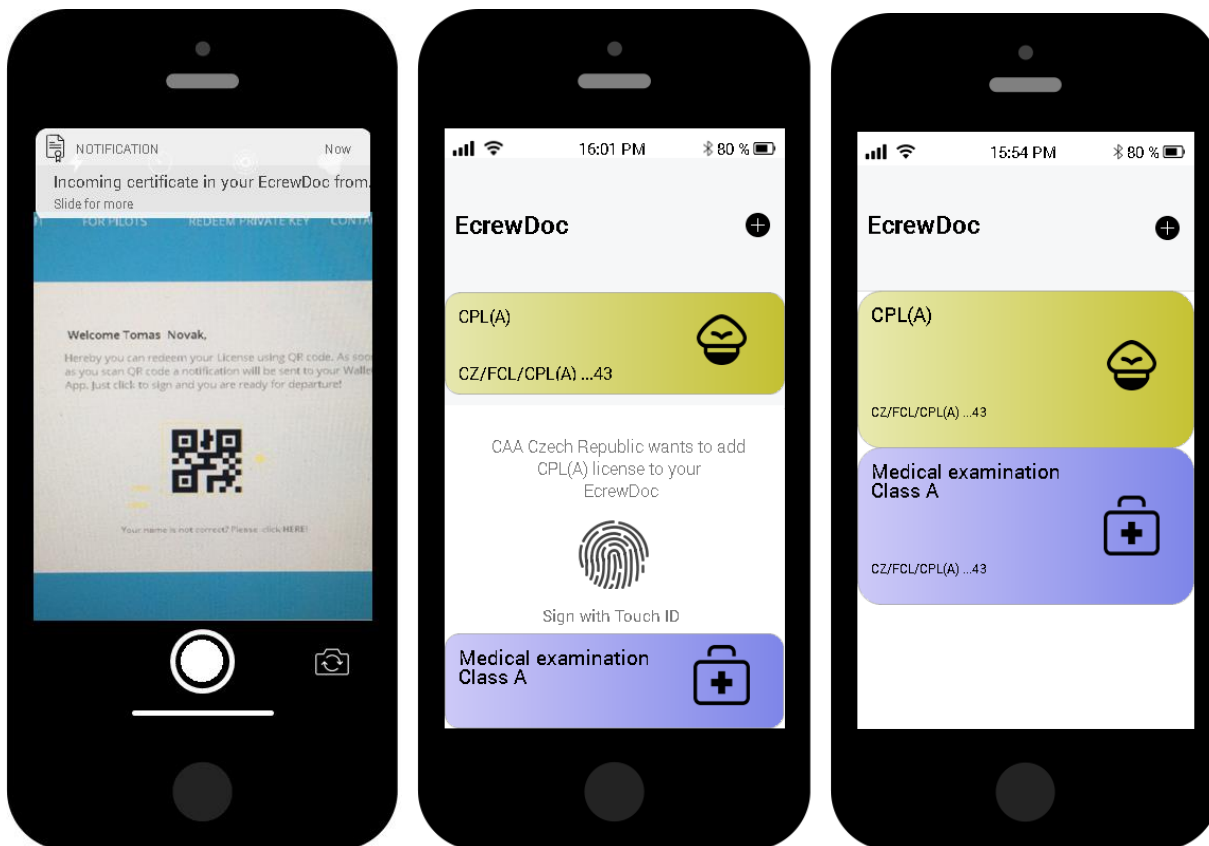 NOTIFICATION Now
Incoming certificate in your EcrewDoc from.
Slide for more
FOR PILOTS REDEEM PRIVATE KEY CONTA
Welcome Tomas Novak,
Hereby you can redeem your License using QR code. As soo
as you scan QR code a notification will be sent to your Walle
App. Just click to sign and you are ready for departure!
Your name is not correct? Please click HERE!
16:01 PM 80 %
EcrewDoc
CPL(A)
CZ/FCL/CPL(A) ...43
CAA Czech Republic wants to add
CPL(A) license to your
EcrewDoc
Sign with Touch ID
Medical examination
Class A
15:54 PM 80 %
EcrewDoc
CPL(A)
CZ/FCL/CPL(A) ...43
Medical examination
Class A
CZ/FCL/CPL(A) ...43